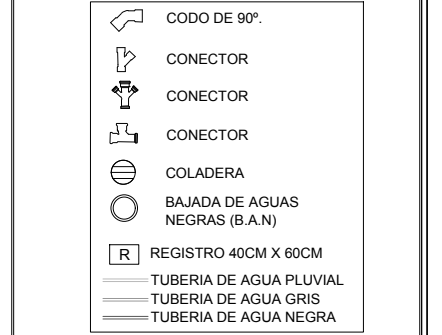 CODO DE 90º.
CONECTOR
CONECTOR
CONECTOR
COLADERA
BAJADA DE AGUAS
NEGRAS (B.A.N)
R REGISTRO 40CM X 60CM
TUBERIA DE AGUA PLUVIAL
TUBERIA DE AGUA GRIS
TUBERIA DE AGUA NEGRA